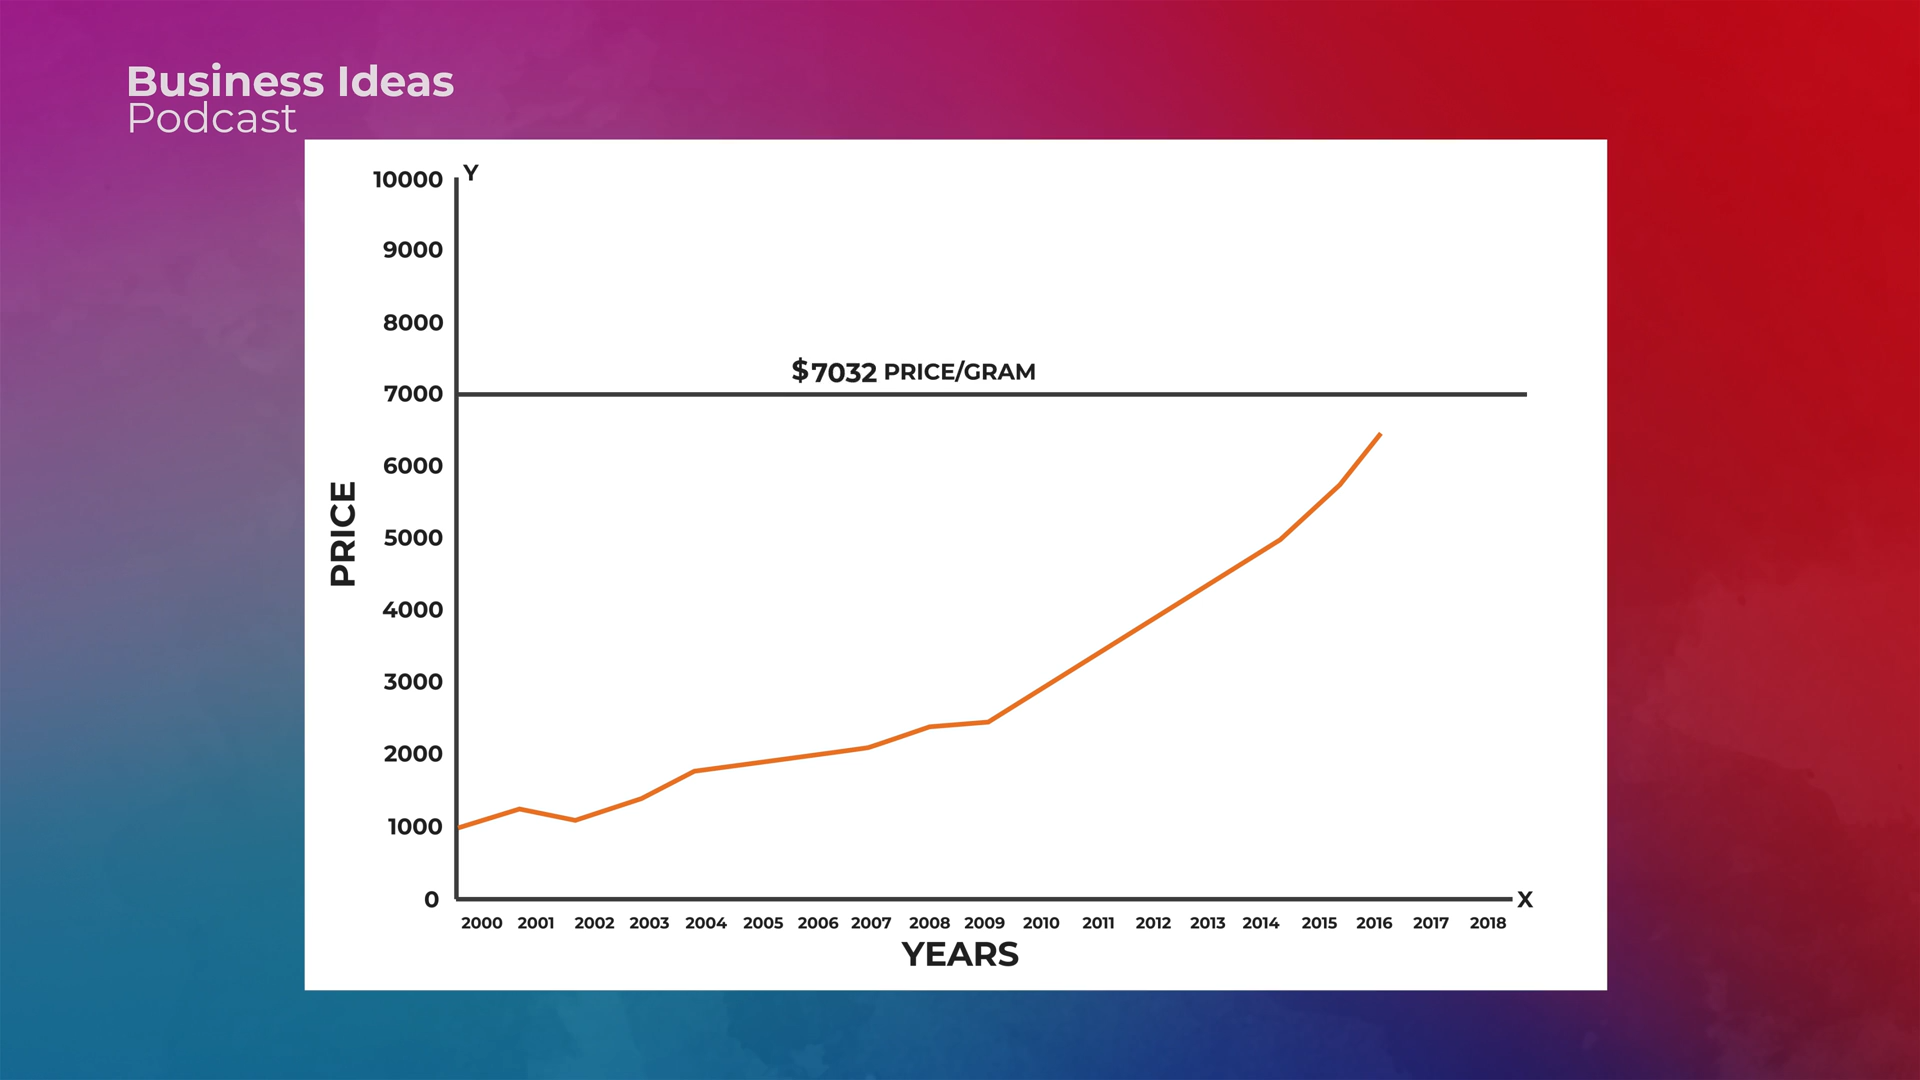 Business Ideas
Podcast
Y
10000
9000
8000
$7032 PRICE/GRAM
7000
6000
5000
4000
3000
2000
1000
0
PRICE
X
2000 2001 2002 2003 2004 2005 2006 2007 2008 2009 2010 2011 2012 2013 2014 2015 2016 2017 2018
YEARS